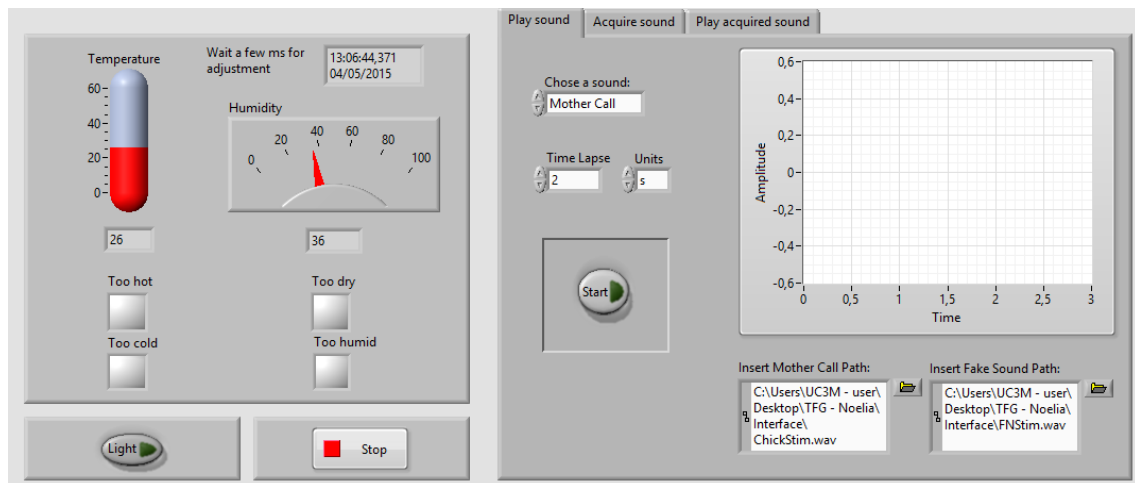 Temperature
60
40
20
0
26
Wait a few ms for
adjustment
13:06:44,371
04/05/2015
Humidity
0
20
40
60
80
100
36
Too hot
Too dry
Too cold
Too humid
Light
Stop
Play sound
Acquire sound
Play acquired sound
Chose a sound:
Mother Call
Time Lapse
Units
2
s
Start
Amplitude
0,6
0,4
0,2
0
-0,2
-0,4
-0,6
0
0,5
1
1,5
2
2,5
3
Time
Insert Mother Call Path:
C:\Users\UC3M - user\
Desktop\TFG - Noelia\
Interface\
ChickStim.wav
Insert Fake Sound Path:
C:\Users\UC3M - user\
Desktop\TFG - Noelia\
Interface\FNStim.wav